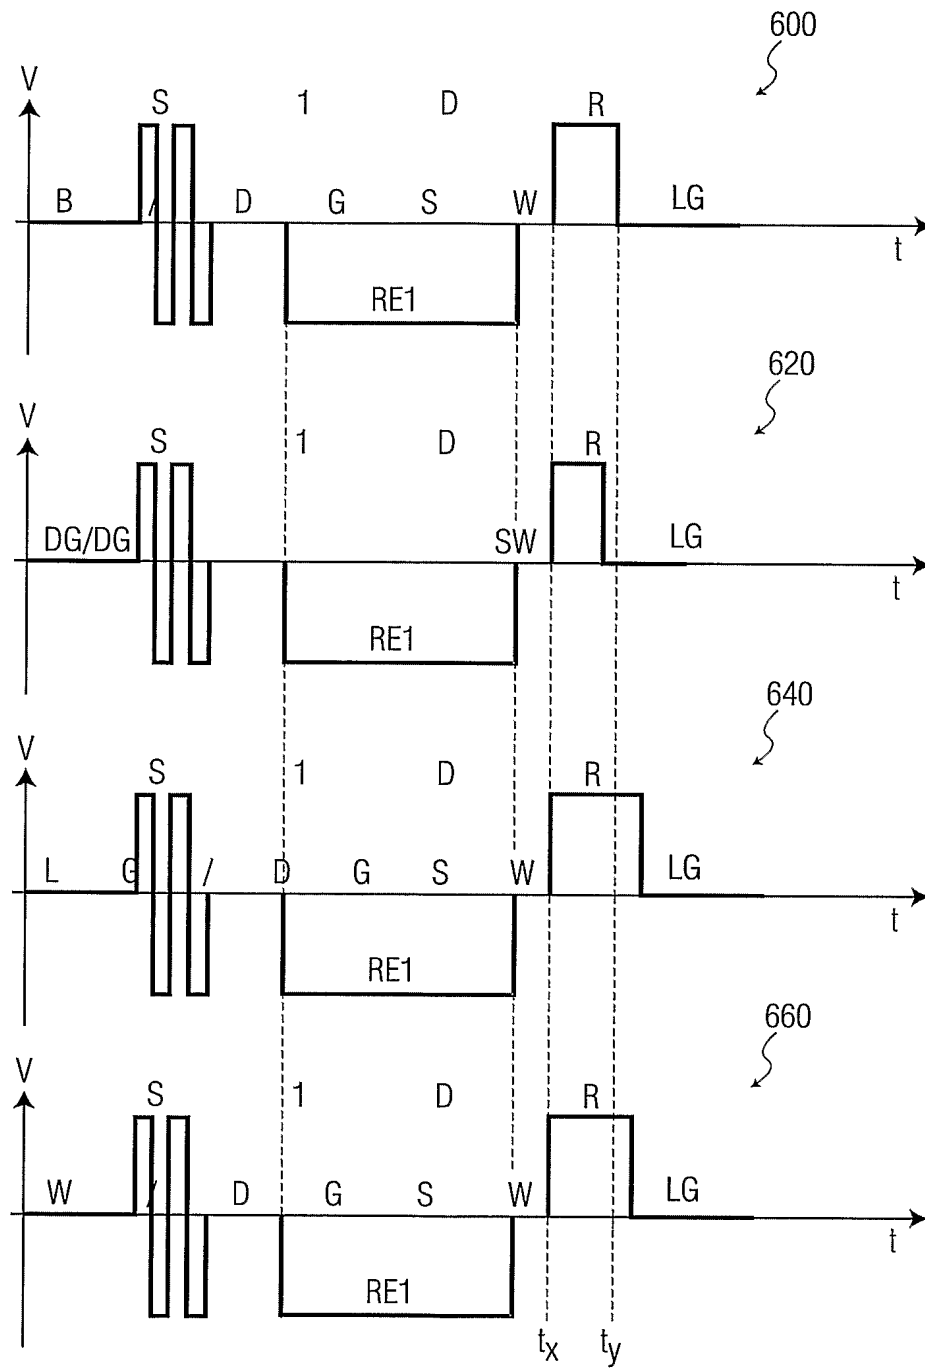 600
V
S 1 D R
B / D G S W LG
t
RE1
620
V
S 1 D R
DG/DG SW LG
t
RE1
640
V
S 1 D R
L G / D G S W LG
t
RE1
660
V
S 1 D R
W / D G S W LG
t
RE1
tx ty